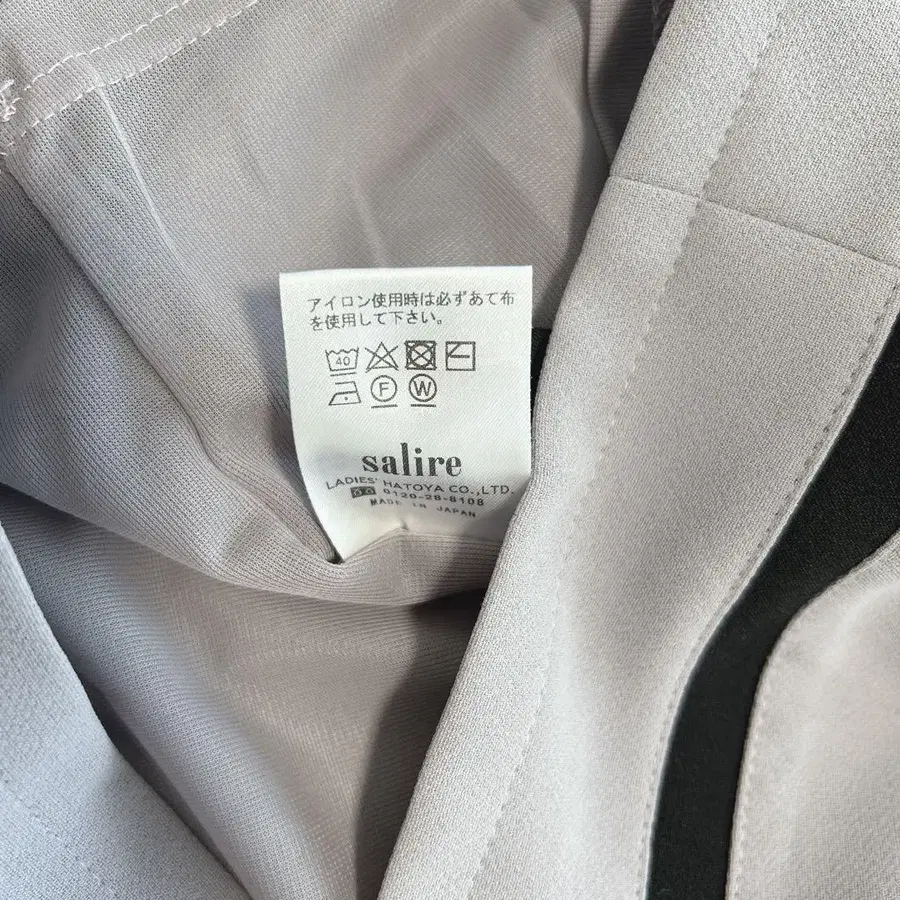 アイロン使用時は必ずあて布
を使用して下さい。
40
F W
salire
LADIES' HATOYA CO.,LTD.
0120-28-8108
MADE IN JAPAN